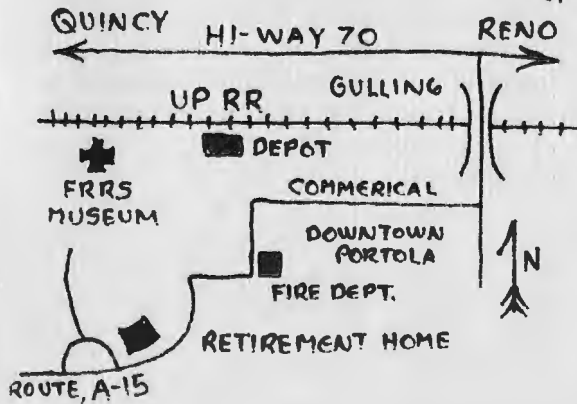 QUINCY
HI-WAY 70
RENO
UP RR
GULLING
DEPOT
FRRS
MUSEUM
COMMERICAL
DOWNTOWN
PORTOLA
N
FIRE DEPT.
RETIREMENT HOME
ROUTE, A-15